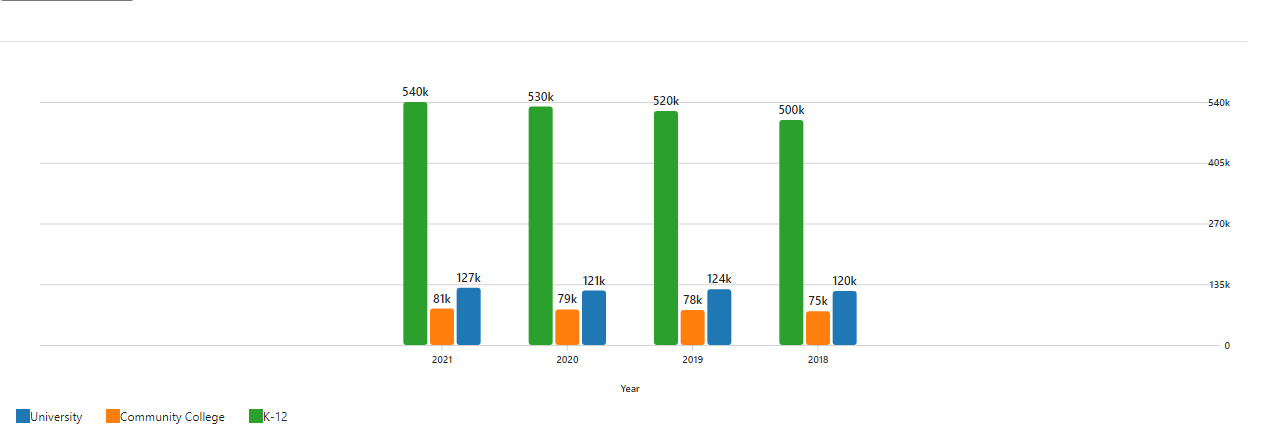 540k
530k
520k
500k
540k
405k
270k
127k
121k
124k
120k
135k
81k
79k
78k
75k
0
2021
2020
2019
2018
Year
University
Community College
K-12